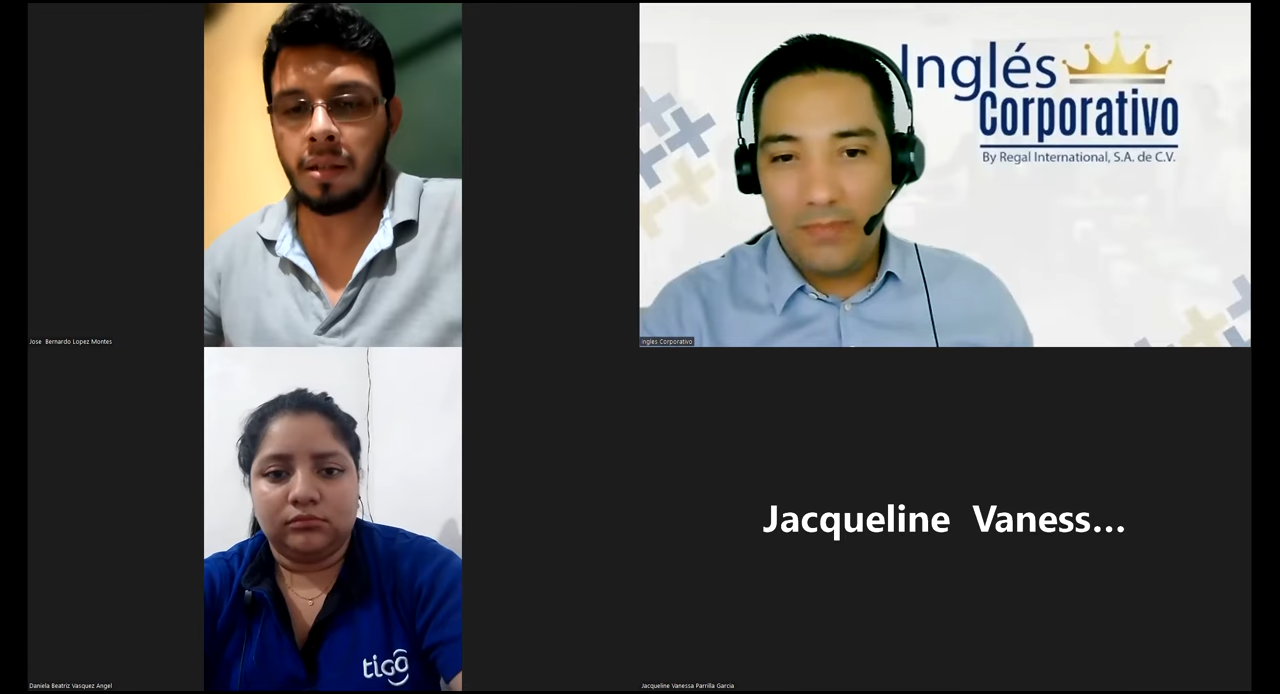 Inglés
Corporativo
By Regal International, S.A. de C.V.
Jose Bernardo Lopez Montes
Inglés Corporativo
tigo
Jacqueline Vaness...
Daniela Beatriz Vasquez Angel
Jacqueline Vanessa Parrilla Garcia